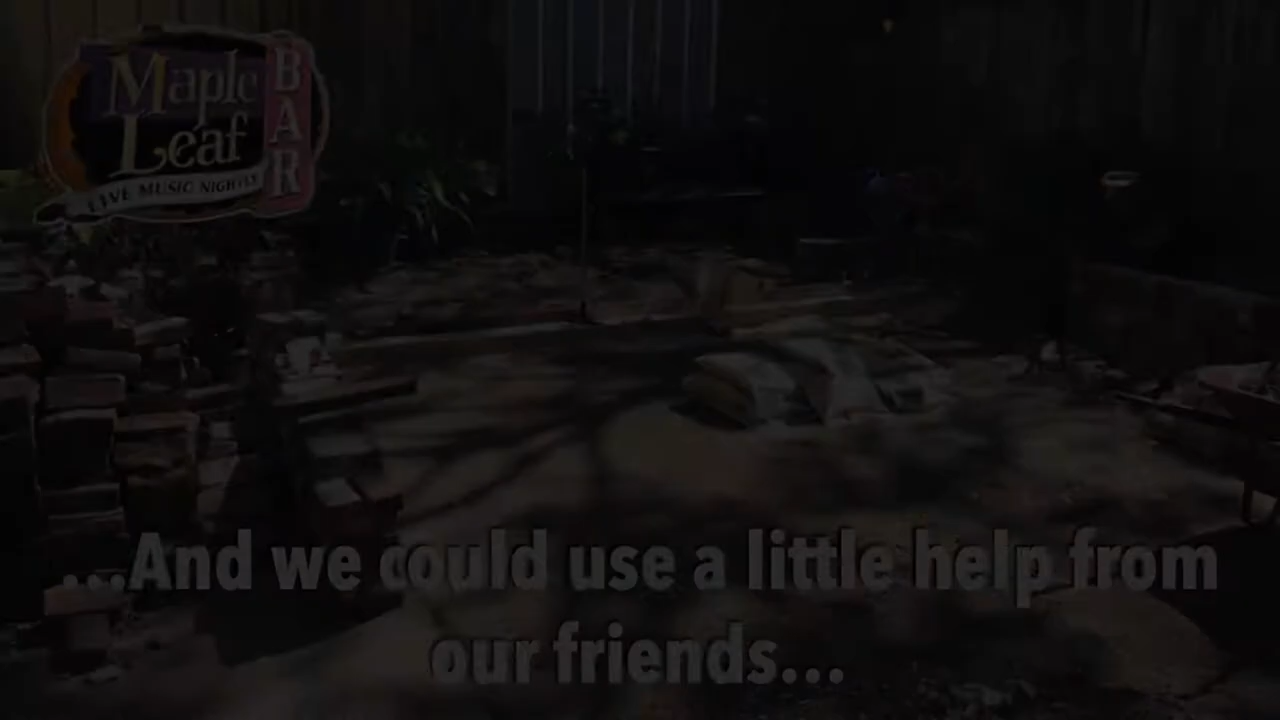 Maple
Leaf
BAR
LIVE MUSIC NIGHTLY
...And we could use a little help from
our friends...